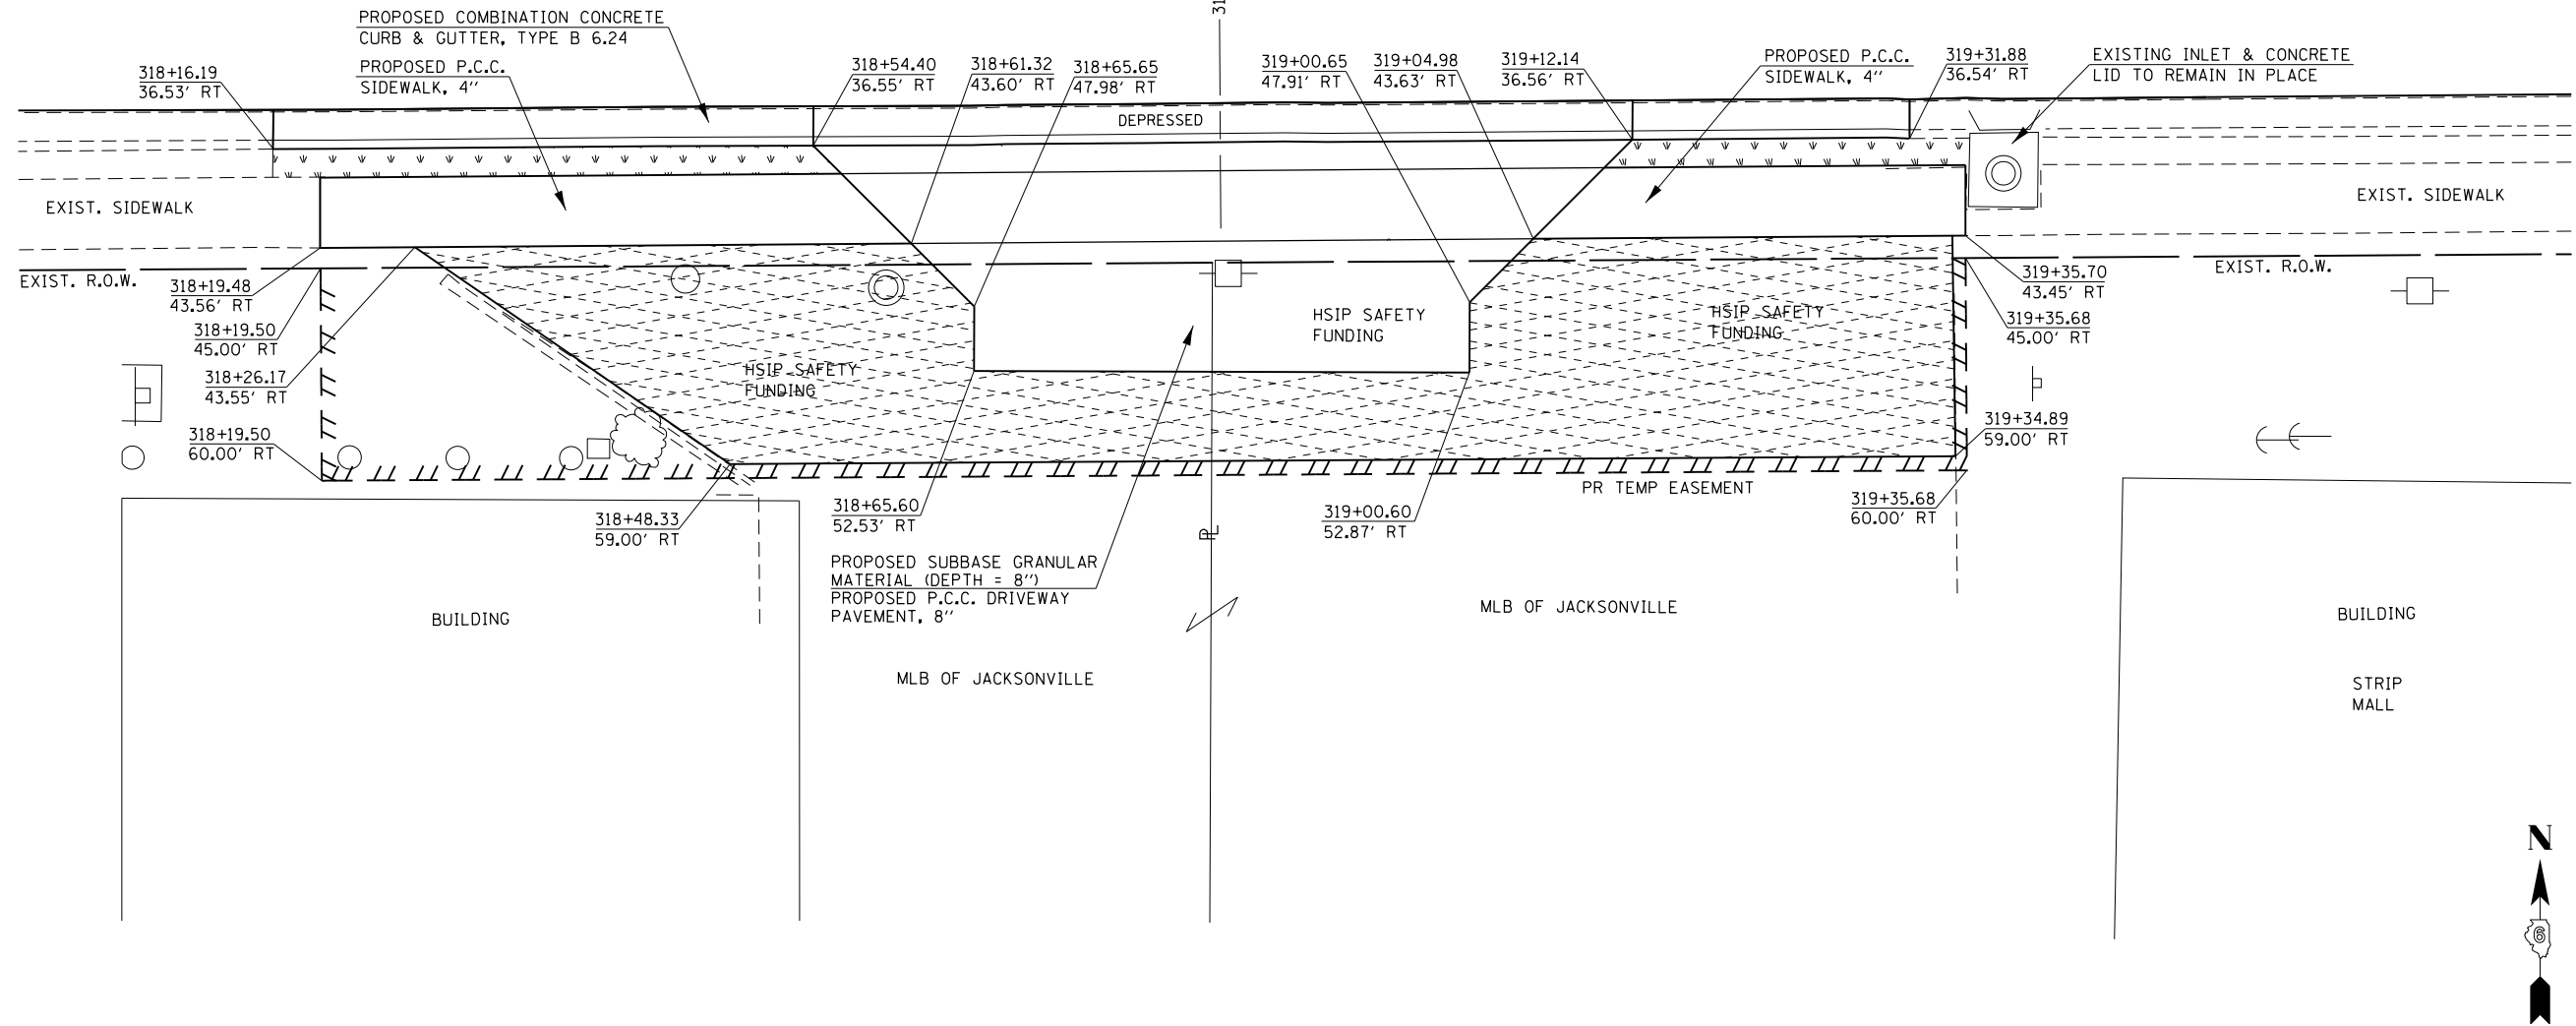 31
PROPOSED COMBINATION CONCRETE
CURB & GUTTER, TYPE B 6.24
PROPOSED P.C.C.
SIDEWALK, 4''
318+16.19
36.53' RT
318+54.40
36.55' RT
318+61.32
43.60' RT
318+65.65
47.98' RT
319+00.65
47.91' RT
319+04.98
43.63' RT
319+12.14
36.56' RT
PROPOSED P.C.C.
SIDEWALK, 4''
319+31.88
36.54' RT
EXISTING INLET & CONCRETE
LID TO REMAIN IN PLACE
DEPRESSED
EXIST. SIDEWALK
EXIST. SIDEWALK
EXIST. R.O.W.
EXIST. R.O.W.
318+19.48
43.56' RT
318+19.50
45.00' RT
318+26.17
43.55' RT
318+19.50
60.00' RT
HSIP SAFETY
FUNDING
HSIP SAFETY
FUNDING
HSIP SAFETY
FUNDING
319+35.70
43.45' RT
319+35.68
45.00' RT
319+34.89
59.00' RT
319+35.68
60.00' RT
PR TEMP EASEMENT
318+48.33
59.00' RT
318+65.60
52.53' RT
319+00.60
52.87' RT
PL
PROPOSED SUBBASE GRANULAR
MATERIAL (DEPTH = 8'')
PROPOSED P.C.C. DRIVEWAY
PAVEMENT, 8''
BUILDING
MLB OF JACKSONVILLE
MLB OF JACKSONVILLE
BUILDING
STRIP
MALL
N
6